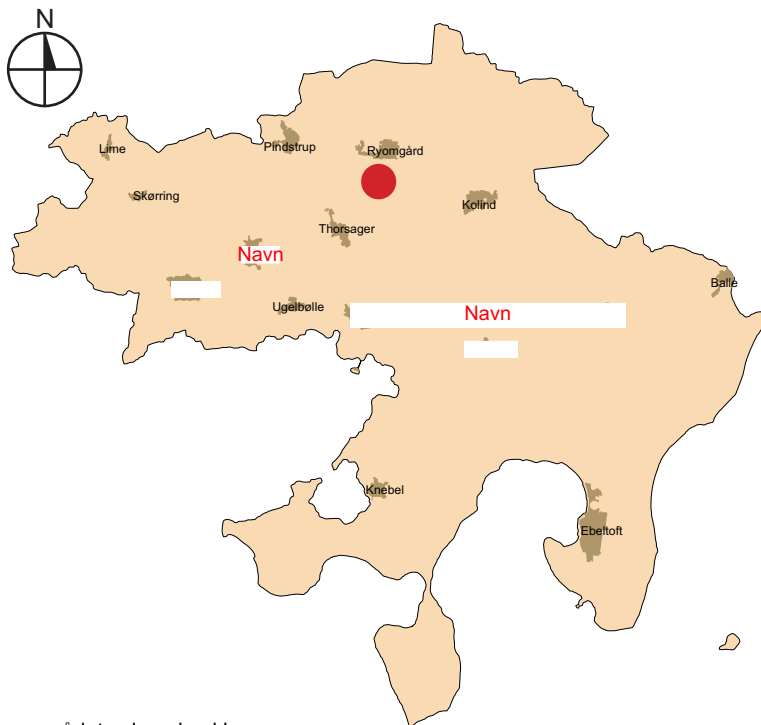 N
Pindstrup
Lime
Ryomgård
Skørring
Kolind
Thorsager
Navn
Balle
Ugelbølle
Navn
Knebel
Ebeltoft